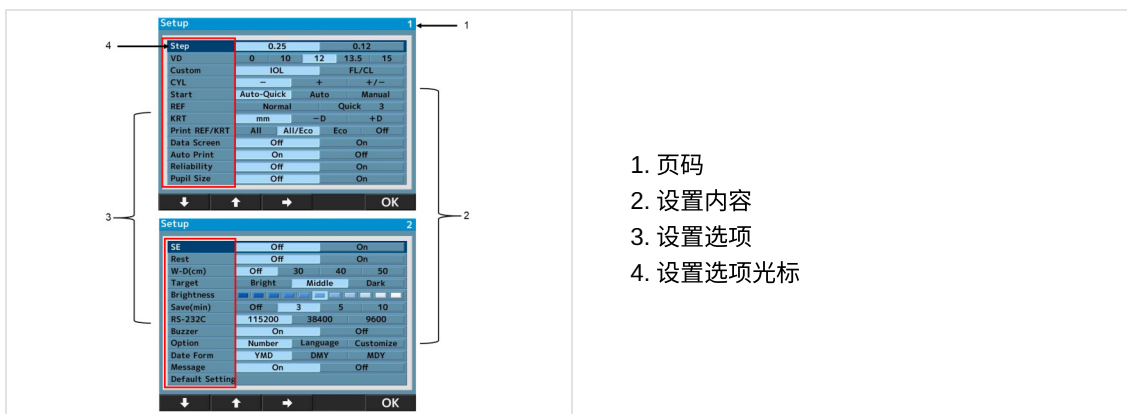 Setup 1
1
4
Step 0.25 0.12
VD 0 10 12 13.5 15
Custom IOL FL/CL
CYL − + +/−
Start Auto-Quick Auto Manual
REF Normal Quick 3
KRT mm −D +D
Print REF/KRT All All/Eco Eco Off
Data Screen Off On
Auto Print On Off
Reliability Off On
Pupil Size Off On
OK
3
2
Setup 2
SE Off On
Rest Off On
W-D(cm) Off 30 40 50
Target Bright Middle Dark
Brightness
Save(min) Off 3 5 10
RS-232C 115200 38400 9600
Buzzer On Off
Option Number Language Customize
Date Form YMD DMY MDY
Message On Off
Default Setting
OK
1. 页码
2. 设置内容
3. 设置选项
4. 设置选项光标